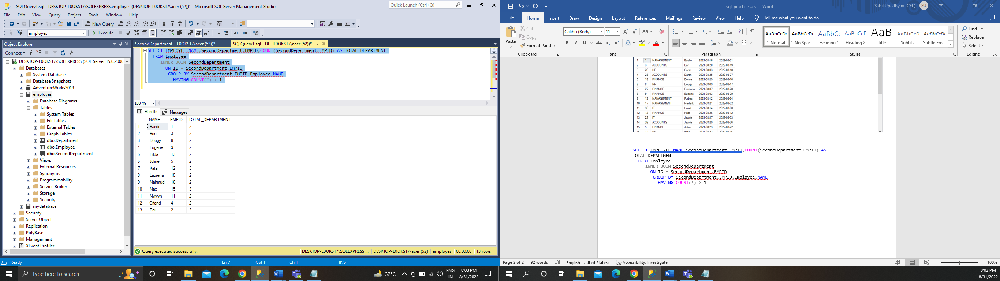 SQLQuery1.sql - DESKTOP-L0OKST7\SQLEXPRESS.employes (DESKTOP-L0OKST7\acer (52))* - Microsoft SQL Server Management Studio
Quick Launch (Ctrl+Q)
File Edit View Query Project Tools Window Help
New Query
employes
Execute
Object Explorer
Connect
DESKTOP-L0OKST7\SQLEXPRESS (SQL Server 15.0.2000
Databases
System Databases
Database Snapshots
AdventureWorks2019
employes
Database Diagrams
Tables
System Tables
FileTables
External Tables
Graph Tables
dbo.Department
dbo.Employee
dbo.SecondDepartment
Views
External Resources
Synonyms
Programmability
Service Broker
Storage
Security
mydatabase
Security
Server Objects
Replication
PolyBase
Management
XEvent Profiler
SecondDepartment....L0OKST7\acer (53))*
SQLQuery1.sql - DE...L0OKST7\acer (52))*
SELECT EMPLOYEE.NAME,SecondDepartment.EMPID,COUNT(SecondDepartment.EMPID) AS TOTAL_DEPARTMENT
FROM Employee
INNER JOIN SecondDepartment
ON ID = SecondDepartment.EMPID
GROUP BY SecondDepartment.EMPID,Employee.NAME
HAVING COUNT(*) > 1
100 %
Results Messages
NAME EMPID TOTAL_DEPARTMENT
1 Basilio 1 2
2 Ben 3 2
3 Dougy 8 2
4 Eugene 9 2
5 Hilda 13 2
6 Juline 5 2
7 Kata 12 3
8 Laurena 10 2
9 Mahmud 16 2
10 Max 15 3
11 Myrvyn 11 2
12 Orland 4 2
13 Roi 2 3
Query executed successfully.
DESKTOP-L0OKST7\SQLEXPRESS ... DESKTOP-L0OKST7\acer (52) employes 00:00:00 13 rows
Ready
Ln 7 Col 1 Ch 1 INS
Type here to search
32°C
ENG
IN
8:03 PM
8/31/2022
sql-practise-ass - Word
Sahil Upadhyay (CEL)
SU
File Home Insert Draw Design Layout References Mailings Review View Help Tell me what you want to do
Paste
Cut
Copy
Format Painter
Clipboard
Calibri (Body) 11
Font
Paragraph
AaBbCcDc AaBbCcDc AaBbCc AaBbCcD AaB AaBbCcD AaBbCcDc
¶ Normal ¶ No Spac... Heading 1 Heading 2 Title Subtitle Subtle Em...
Styles
Find
Replace
Select
Editing
1 1 MANAGEMENT Basilio 2021-08-16 2022-08-01
2 3 ACCOUNTS Ben 2021-08-20 2022-08-19
3 20 HR Codie 2021-08-03 2022-08-18
4 28 ACCOUNTS Daron 2021-08-25 2022-08-27
5 18 FINANCE Dorice 2021-08-29 2022-08-16
6 8 HR Dougy 2021-08-09 2022-08-17
7 27 FINANCE Ermanno 2021-08-07 2022-08-28
8 9 FINANCE Eugene 2021-08-03 2022-08-29
9 19 MANAGEMENT Forbes 2021-08-12 2022-08-24
10 17 MANAGEMENT Frederik 2021-08-21 2022-08-02
11 30 IT Hazel 2021-08-14 2022-08-08
12 13 FINANCE Hilda 2021-08-26 2022-08-12
13 22 IT Jackie 2021-08-27 2022-08-03
14 26 ACCOUNTS Jackie 2021-08-29 2022-08-06
15 5 FINANCE Juline 2021-08-23 2022-08-22
SELECT EMPLOYEE.NAME,SecondDepartment.EMPID,COUNT(SecondDepartment.EMPID) AS
TOTAL_DEPARTMENT
FROM Employee
INNER JOIN SecondDepartment
ON ID = SecondDepartment.EMPID
GROUP BY SecondDepartment.EMPID,Employee.NAME
HAVING COUNT(*) > 1
Page 2 of 2 92 words English (United States) Accessibility: Investigate
100%
8:03 PM
8/31/2022